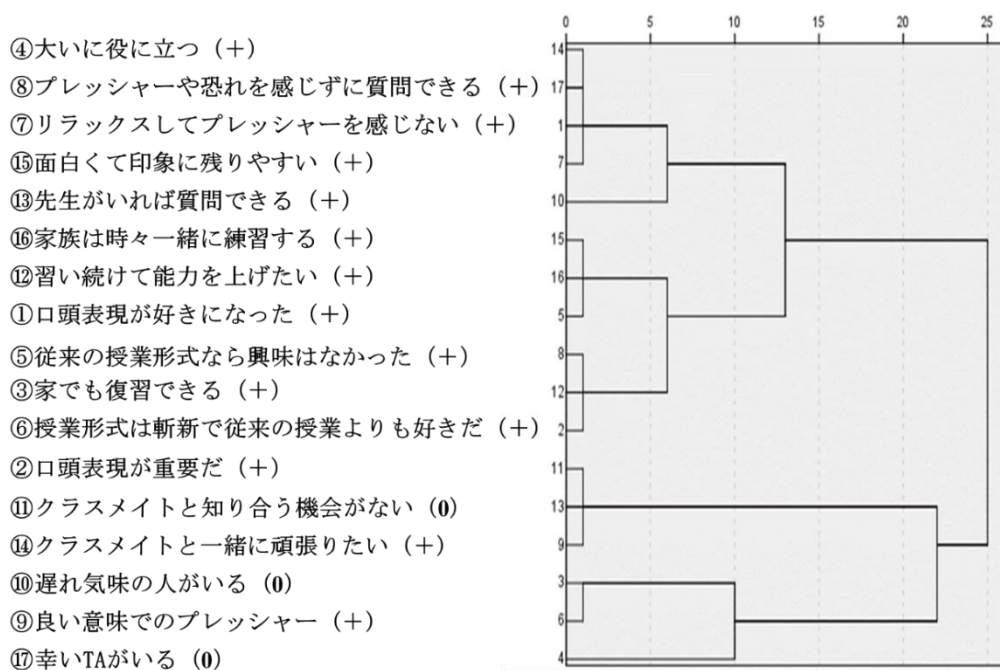 0 5 10 15 20 25
④大いに役に立つ（＋） 14
⑧プレッシャーや恐れを感じずに質問できる（＋） 17
⑦リラックスしてプレッシャーを感じない（＋） 1
⑮面白くて印象に残りやすい（＋） 7
⑬先生がいれば質問できる（＋） 10
⑯家族は時々一緒に練習する（＋） 15
⑫習い続けて能力を上げたい（＋） 16
①口頭表現が好きになった（＋） 5
⑤従来の授業形式なら興味はなかった（＋） 8
③家でも復習できる（＋） 12
⑥授業形式は斬新で従来の授業よりも好きだ（＋） 2
②口頭表現が重要だ（＋） 11
⑪クラスメイトと知り合う機会がない（0） 13
⑭クラスメイトと一緒に頑張りたい（＋） 9
⑩遅れ気味の人がいる（0） 3
⑨良い意味でのプレッシャー（＋） 6
⑰幸いTAがいる（0） 4